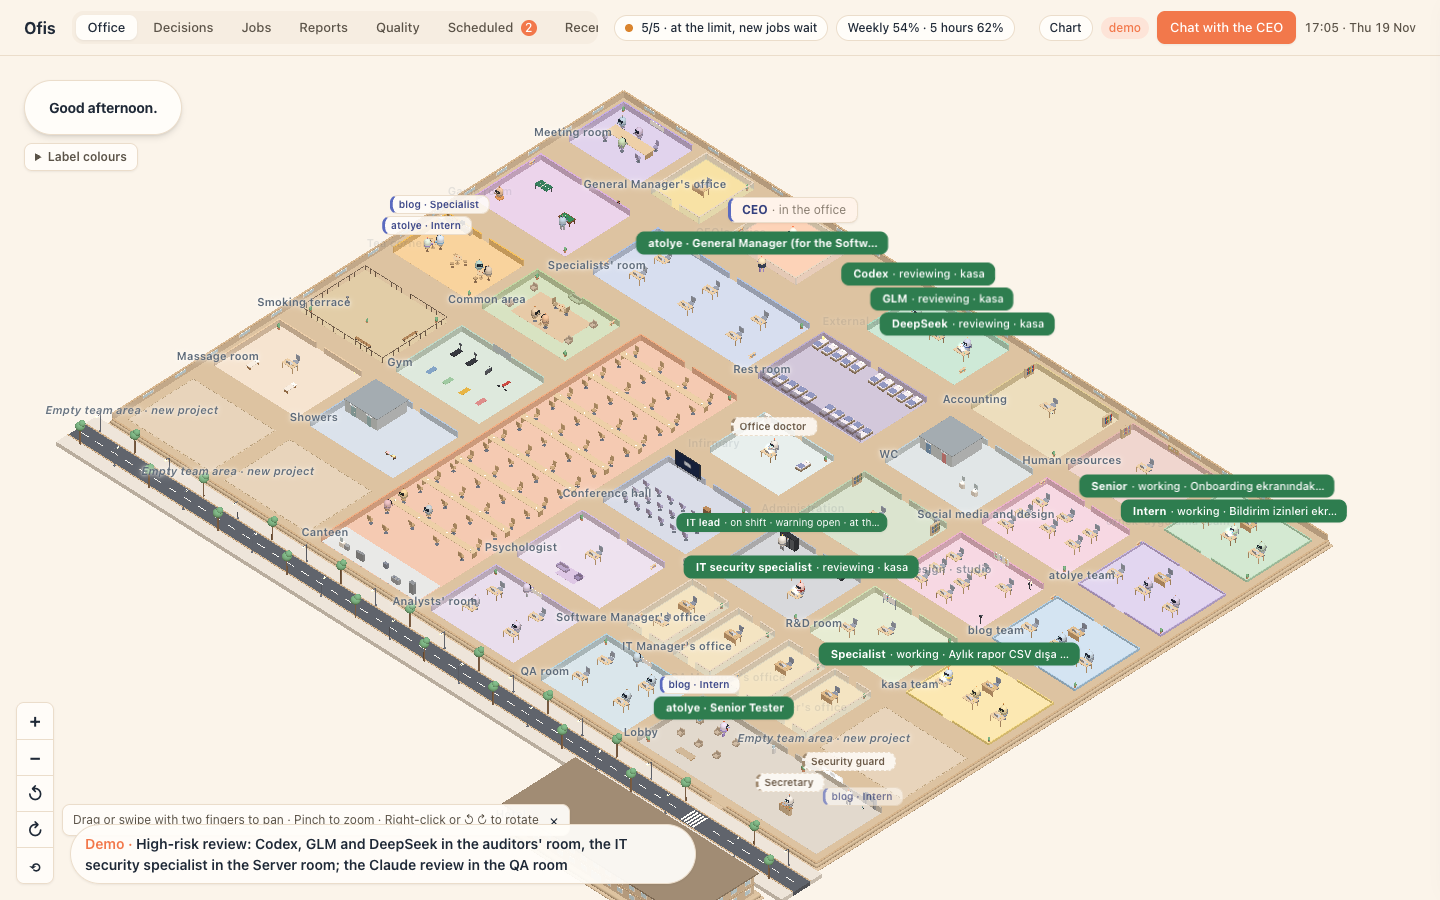 Ofis
Office
Decisions
Jobs
Reports
Quality
Scheduled 2
Recen
5/5 · at the limit, new jobs wait
Weekly 54% · 5 hours 62%
Chart
demo
Chat with the CEO
17:05 · Thu 19 Nov
Good afternoon.
▶ Label colours
Meeting room
General Manager's office
blog · Specialist
atolye · Intern
CEO · in the office
atolye · General Manager (for the Softw...
Specialists' room
Codex · reviewing · kasa
GLM · reviewing · kasa
DeepSeek · reviewing · kasa
Smoking terrace
Common area
External
Massage room
Gym
Rest room
Accounting
Empty team area · new project
Showers
Office doctor
Infirmary
WC
Human resources
Empty team area · new project
Senior · working · Onboarding ekranındak...
Conference hall
Administration
Intern · working · Bildirim izinleri ekr...
Social media and design
IT lead · on shift · warning open · at th...
Canteen
Psychologist
IT security specialist · reviewing · kasa
design · studio
atolye team
Analysts' room
Software Manager's office
R&D room
blog team
IT Manager's office
Specialist · working · Aylık rapor CSV dışa ...
QA room
blog · Intern
kasa team
atolye · Senior Tester
Lobby
Empty team area · new project
Security guard
Secretary
blog · Intern
+
−
Drag or swipe with two fingers to pan · Pinch to zoom · Right-click or ↺ ↻ to rotate ×
Demo · High-risk review: Codex, GLM and DeepSeek in the auditors' room, the IT
security specialist in the Server room; the Claude review in the QA room